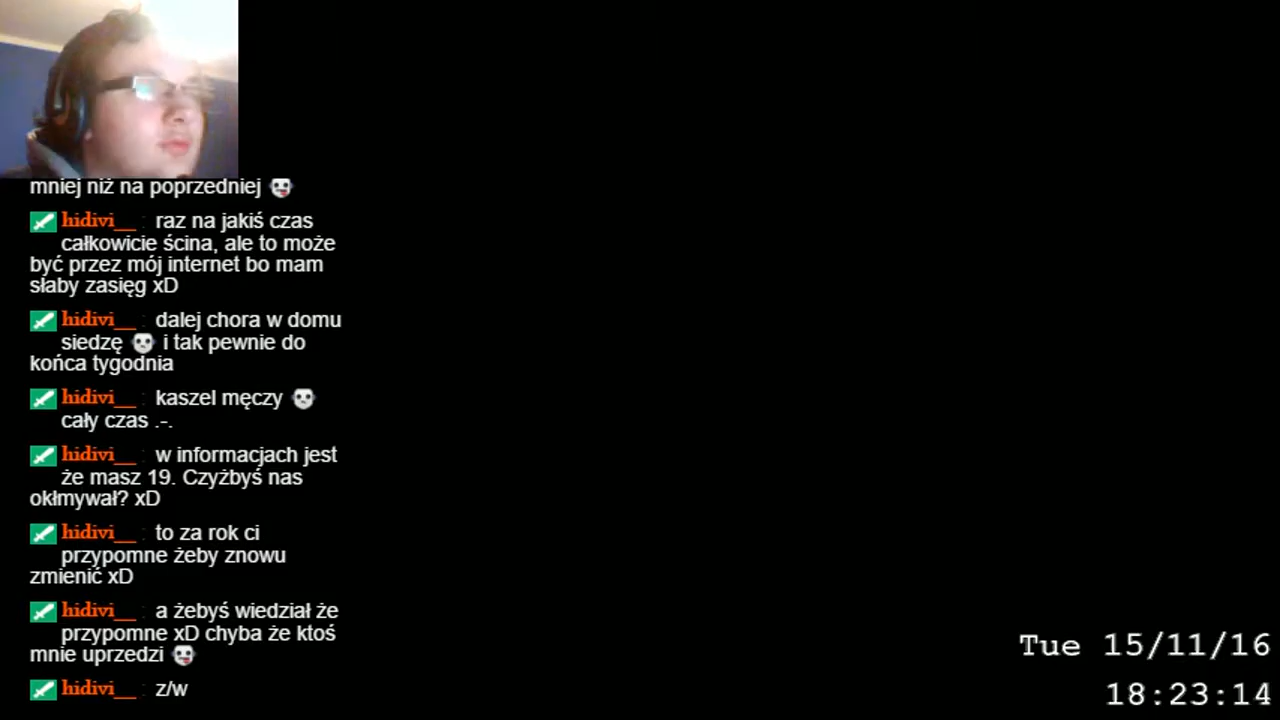 mniej niż na poprzedniej
hidivi__ : raz na jakiś czas
całkowicie ścina, ale to może
być przez mój internet bo mam
słaby zasięg xD
hidivi__ : dalej chora w domu
siedzę i tak pewnie do
końca tygodnia
hidivi__ : kaszel męczy
cały czas .-.
hidivi__ : w informacjach jest
że masz 19. Czyżbyś nas
okłmywał? xD
hidivi__ : to za rok ci
przypomne żeby znowu
zmienić xD
hidivi__ : a żebyś wiedział że
przypomne xD chyba że ktoś
mnie uprzedzi
hidivi__ : z/w
Tue 15/11/16
18:23:14